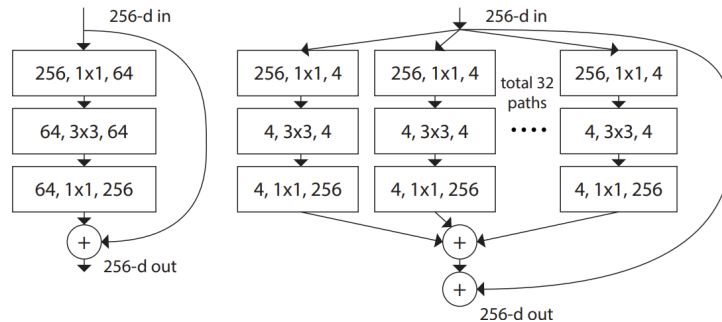 256-d in
256, 1x1, 64
64, 3x3, 64
64, 1x1, 256
+
256-d out
256-d in
256, 1x1, 4
256, 1x1, 4
256, 1x1, 4
total 32
paths
4, 3x3, 4
4, 3x3, 4
....
4, 3x3, 4
4, 1x1, 256
4, 1x1, 256
4, 1x1, 256
+
+
256-d out